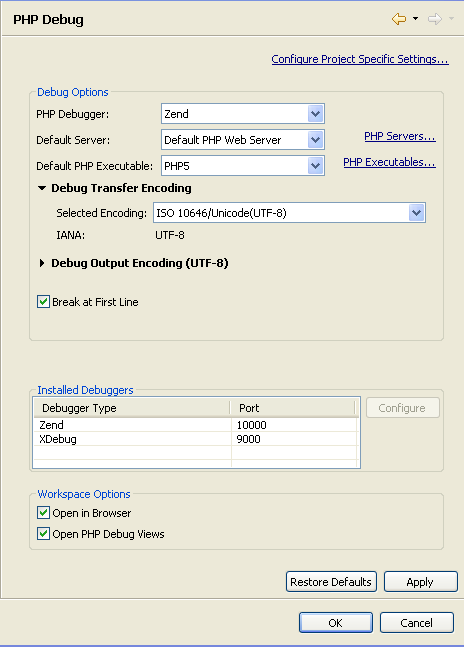 PHP Debug
Configure Project Specific Settings...
Debug Options
PHP Debugger: Zend
Default Server: Default PHP Web Server PHP Servers...
Default PHP Executable: PHP5 PHP Executables...
Debug Transfer Encoding
Selected Encoding: ISO 10646/Unicode(UTF-8)
IANA: UTF-8
Debug Output Encoding (UTF-8)
Break at First Line
Installed Debuggers
Debugger Type Port Configure
Zend 10000
XDebug 9000
Workspace Options
Open in Browser
Open PHP Debug Views
Restore Defaults Apply
OK Cancel